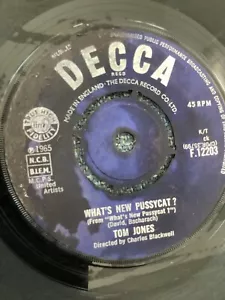 DECCA
MADE IN ENGLAND · THE DECCA RECORD CO. LTD.
45 RPM
℗1965
N.C.B.
B.I.E.M.
United
Artists
K/T
F.12203
WHAT'S NEW PUSSYCAT?
(From "What's New Pussycat?")
(David, Bacharach)
TOM JONES
Directed by Charles Blackwell